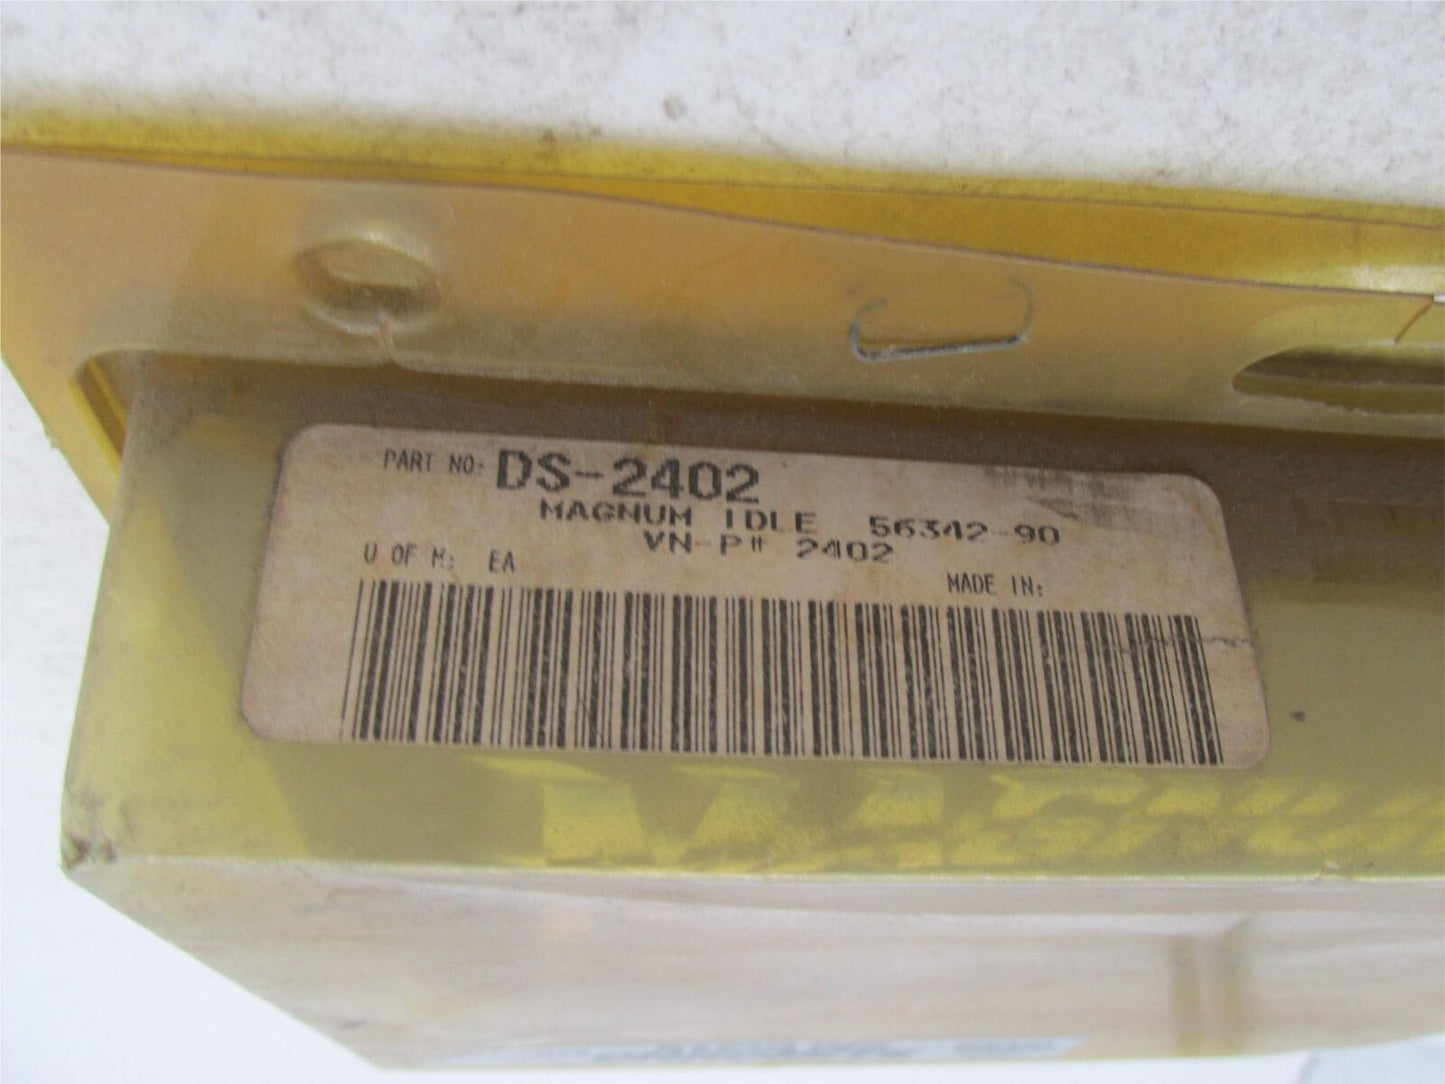 PART NO: DS-2402
MAGNUM IDLE 56342-90
VN-P# 2402
U OF M: EA
MADE IN: